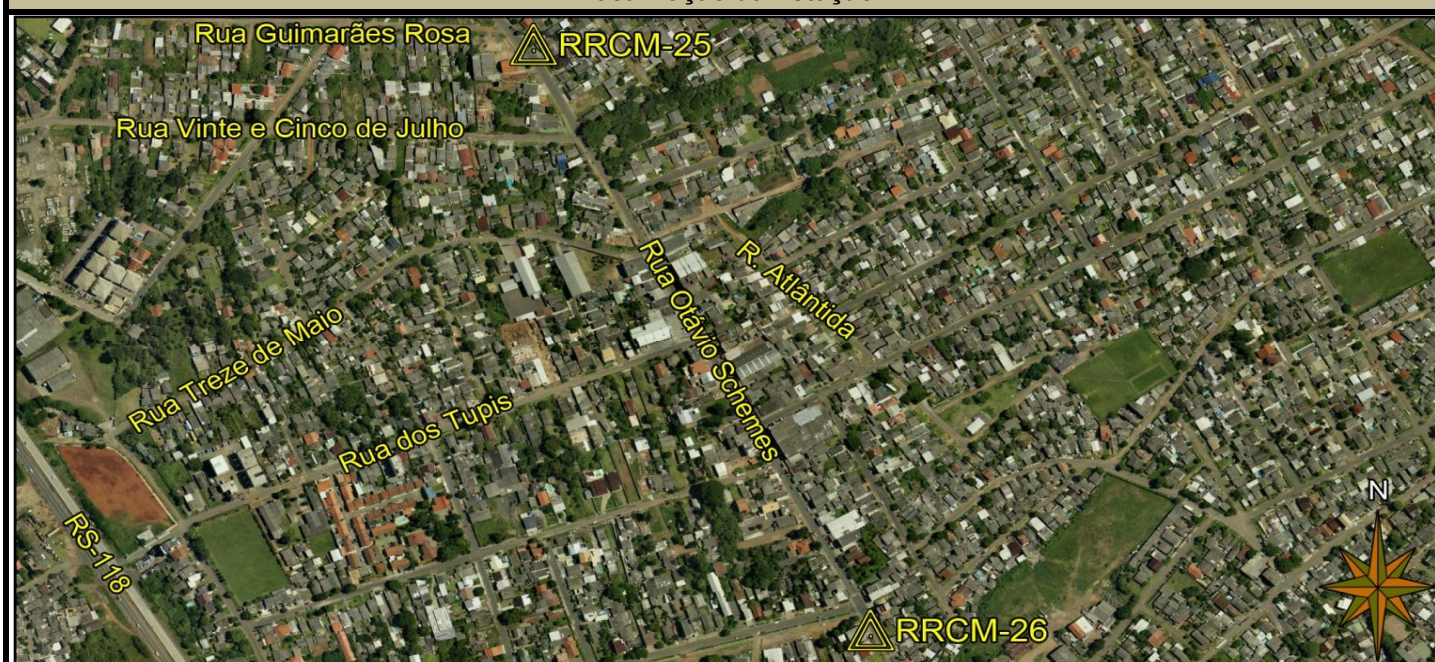 Rua Guimarães Rosa
RRCM-25
Rua Vinte e Cinco de Julho
Rua Otávio Schemes
R. Atlântida
Rua Treze de Maio
Rua dos Tupis
RS-118
N
RRCM-26